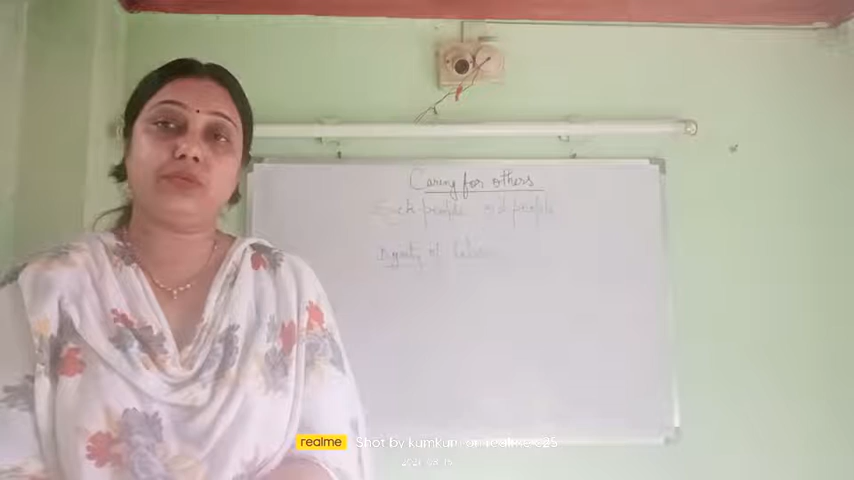 Caring for others
Sick people old people
Dignity of labour
realme Shot by kumkum on realme c25